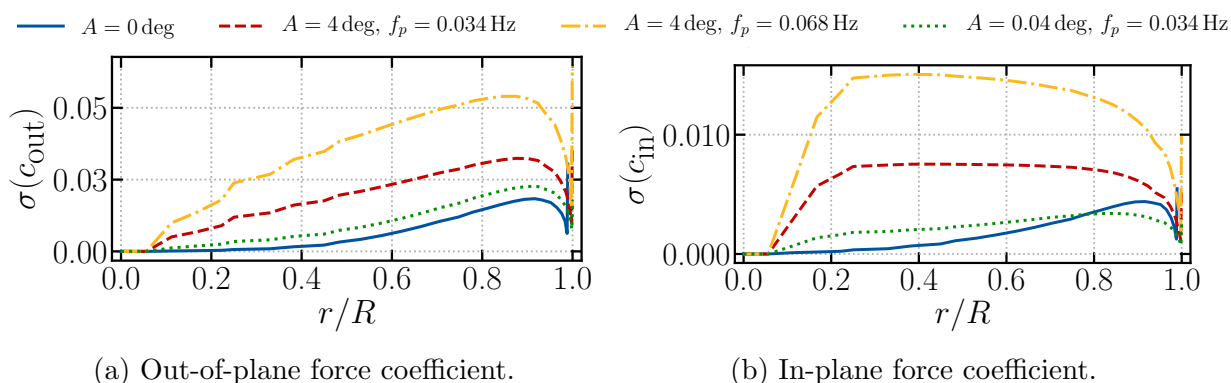 A = 0 deg A = 4 deg, f_p = 0.034 Hz A = 4 deg, f_p = 0.068 Hz A = 0.04 deg, f_p = 0.034 Hz
σ(c_out)
0.05
0.03
0.00
0.0 0.2 0.4 0.6 0.8 1.0
r/R
(a) Out-of-plane force coefficient.
σ(c_in)
0.010
0.000
0.0 0.2 0.4 0.6 0.8 1.0
r/R
(b) In-plane force coefficient.